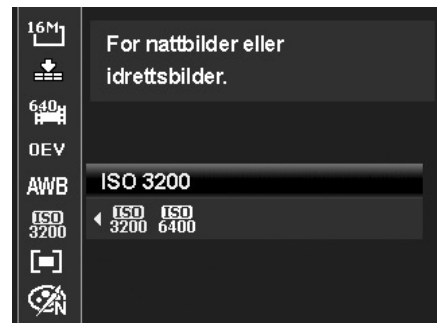 16M
For nattbilder eller
idrettsbilder.
640
0EV
AWB
ISO 3200
ISO 3200
ISO 3200 ISO 6400
N